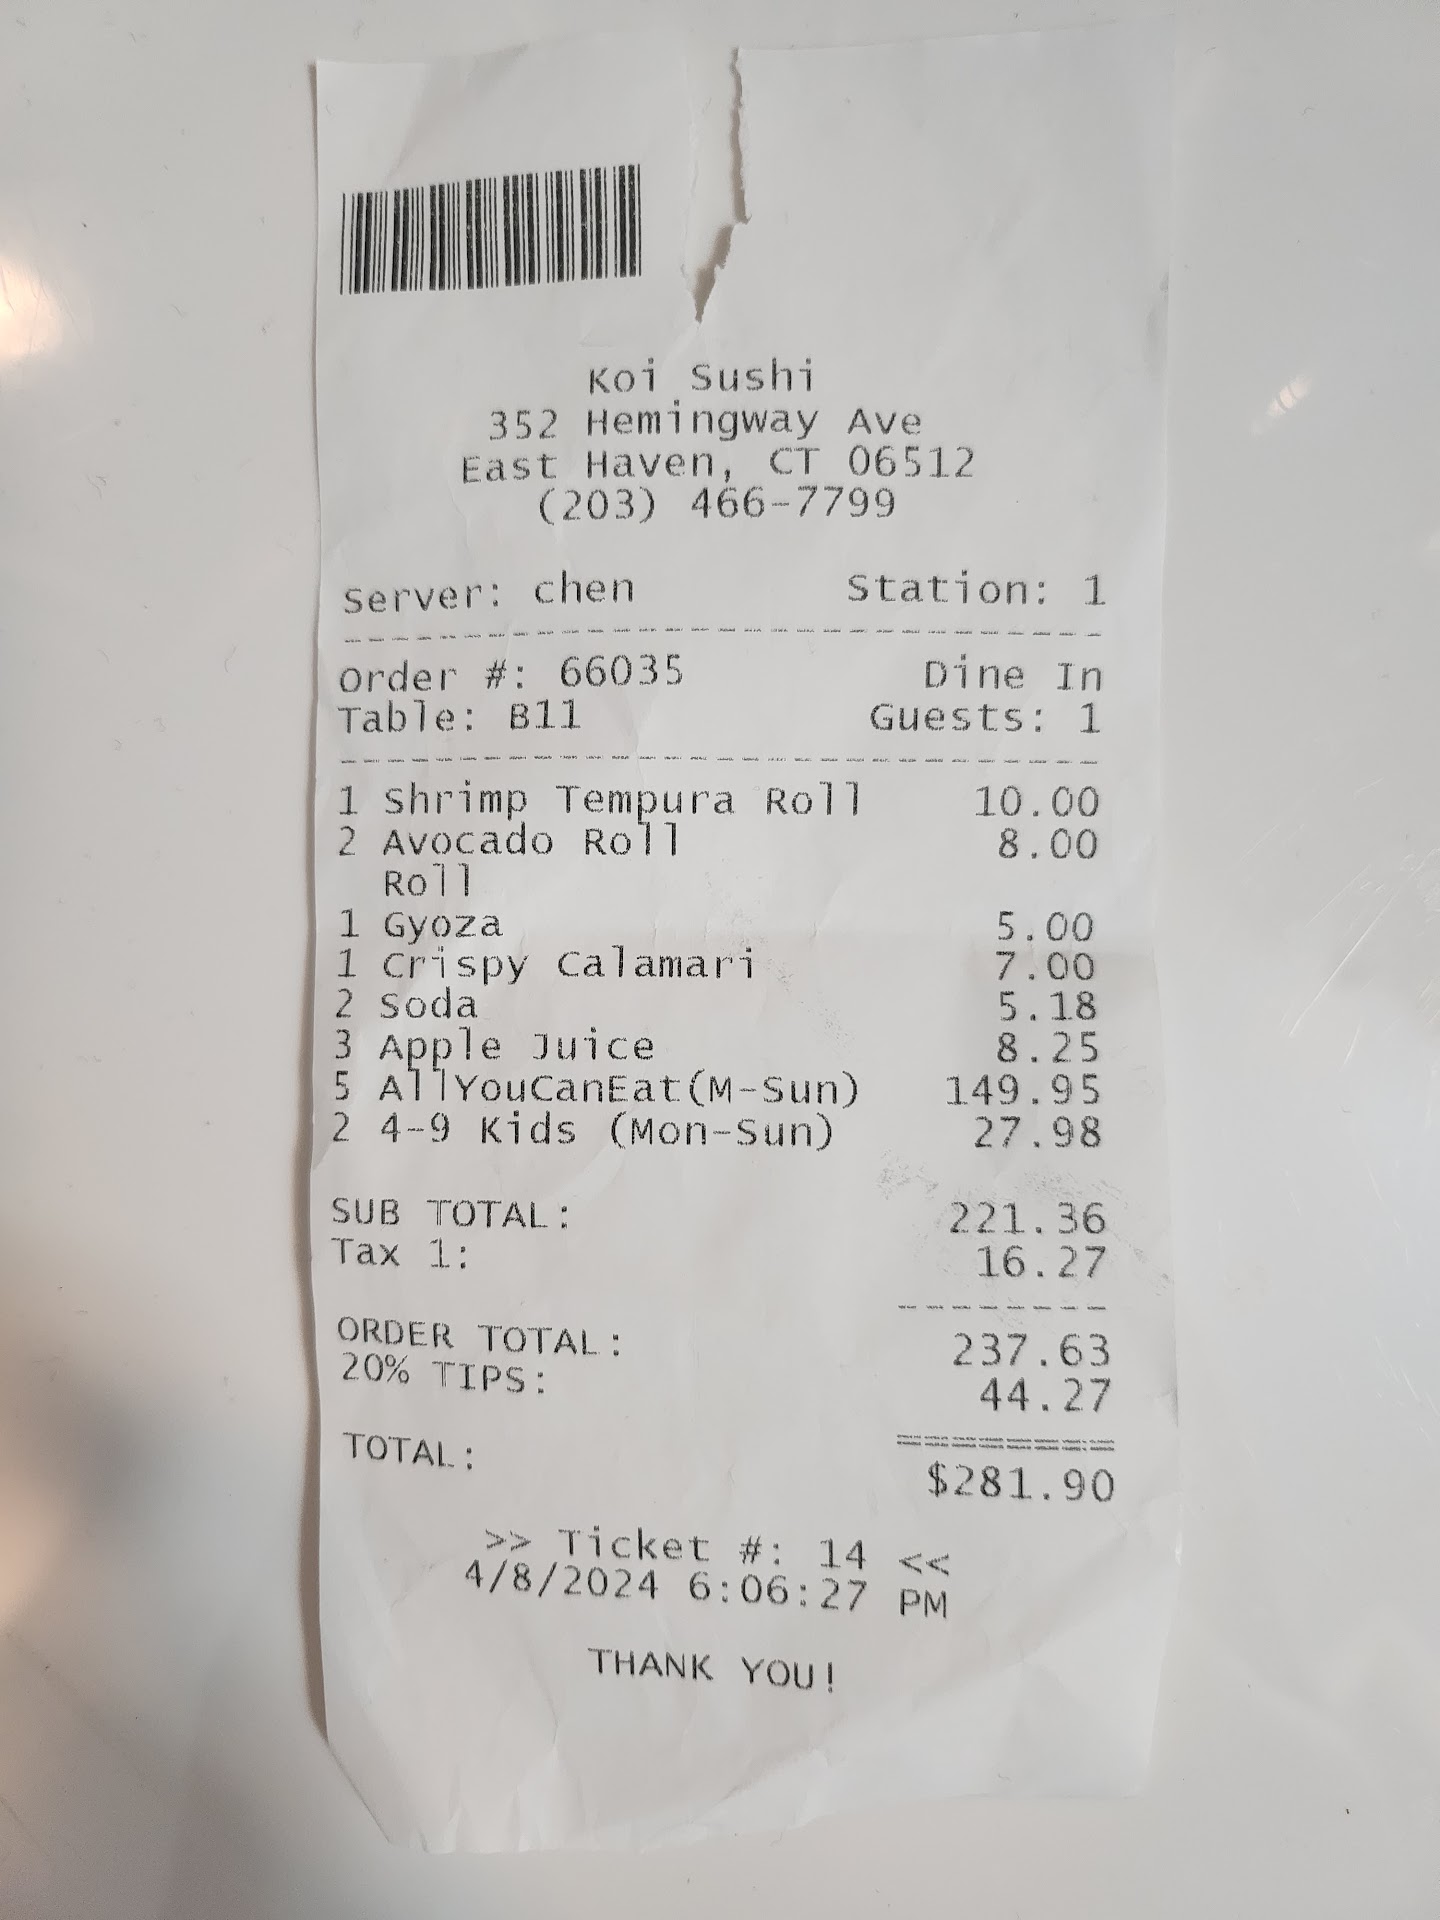 Koi Sushi
352 Hemingway Ave
East Haven, CT 06512
(203) 466-7799
Server: chen Station: 1
Order #: 66035 Dine In
Table: B11 Guests: 1
1 Shrimp Tempura Roll 10.00
2 Avocado Roll 8.00
Roll
1 Gyoza 5.00
1 Crispy Calamari 7.00
2 Soda 5.18
3 Apple Juice 8.25
5 AllYouCanEat(M-Sun) 149.95
2 4-9 Kids (Mon-Sun) 27.98
SUB TOTAL: 221.36
Tax 1: 16.27
ORDER TOTAL: 237.63
20% TIPS: 44.27
TOTAL: $281.90
>> Ticket #: 14 <<
4/8/2024 6:06:27 PM
THANK YOU!